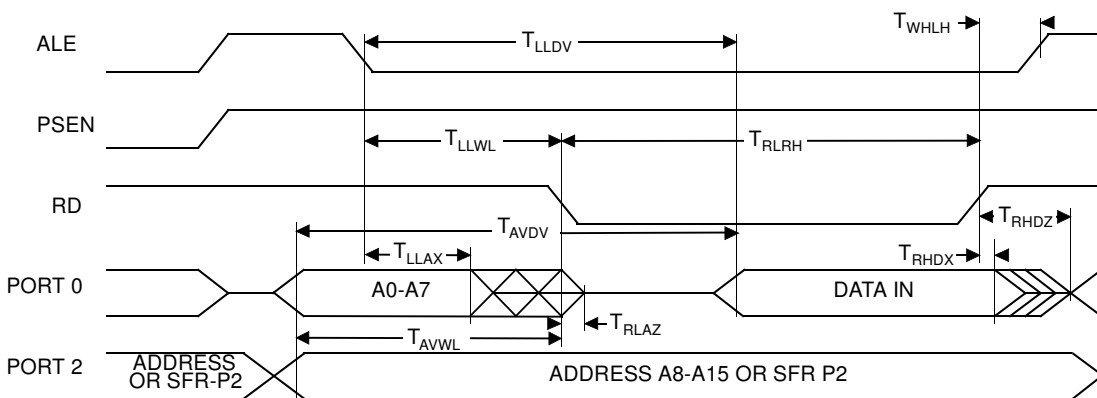 ALE
T_LLDV
T_WHLH
PSEN
T_LLWL
T_RLRH
RD
T_AVDV
T_RHDZ
T_LLAX
T_RHDX
PORT 0
A0-A7
DATA IN
T_RLAZ
T_AVWL
PORT 2
ADDRESS
OR SFR-P2
ADDRESS A8-A15 OR SFR P2